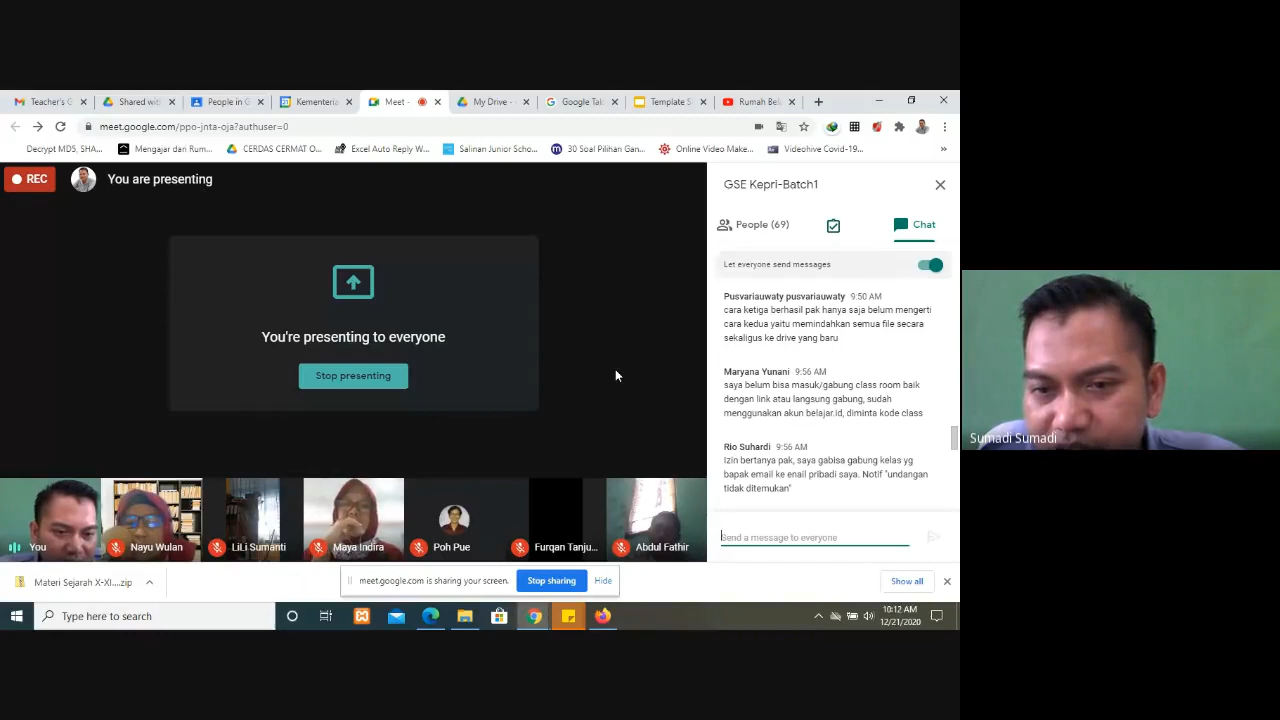 Teacher's G
Shared wit
People in G
Kementeria
Meet -
My Drive -
Google Tak
Template S
Rumah Bel
meet.google.com/ppo-jnta-oja?authuser=0
Decrypt MD5, SHA...
Mengajar dari Rum...
CERDAS CERMAT O...
Excel Auto Reply W...
Salinan Junior Scho...
30 Soal Pilihan Gan...
Online Video Make...
Videohive Covid-19...
REC
You are presenting
You're presenting to everyone
Stop presenting
GSE Kepri-Batch1
People (69)
Chat
Let everyone send messages
Pusvariauwaty pusvariauwaty 9:50 AM
cara ketiga berhasil pak hanya saja belum mengerti
cara kedua yaitu memindahkan semua file secara
sekaligus ke drive yang baru
Maryana Yunani 9:56 AM
saya belum bisa masuk/gabung class room baik
dengan link atau langsung gabung, sudah
menggunakan akun belajar.id, diminta kode class
Rio Suhardi 9:56 AM
Izin bertanya pak, saya gabisa gabung kelas yg
bapak email ke enail pribadi saya. Notif "undangan
tidak ditemukan"
Send a message to everyone
You
Nayu Wulan
LiLi Sumanti
Maya Indira
Poh Pue
Furqan Tanju...
Abdul Fathir
Sumadi Sumadi
Materi Sejarah X-XI....zip
meet.google.com is sharing your screen.
Stop sharing
Hide
Show all
Type here to search
10:12 AM
12/21/2020